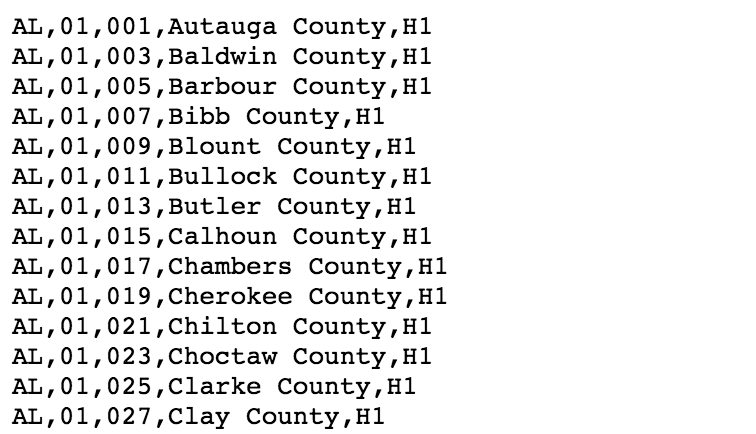 AL,01,001,Autauga County,H1
AL,01,003,Baldwin County,H1
AL,01,005,Barbour County,H1
AL,01,007,Bibb County,H1
AL,01,009,Blount County,H1
AL,01,011,Bullock County,H1
AL,01,013,Butler County,H1
AL,01,015,Calhoun County,H1
AL,01,017,Chambers County,H1
AL,01,019,Cherokee County,H1
AL,01,021,Chilton County,H1
AL,01,023,Choctaw County,H1
AL,01,025,Clarke County,H1
AL,01,027,Clay County,H1